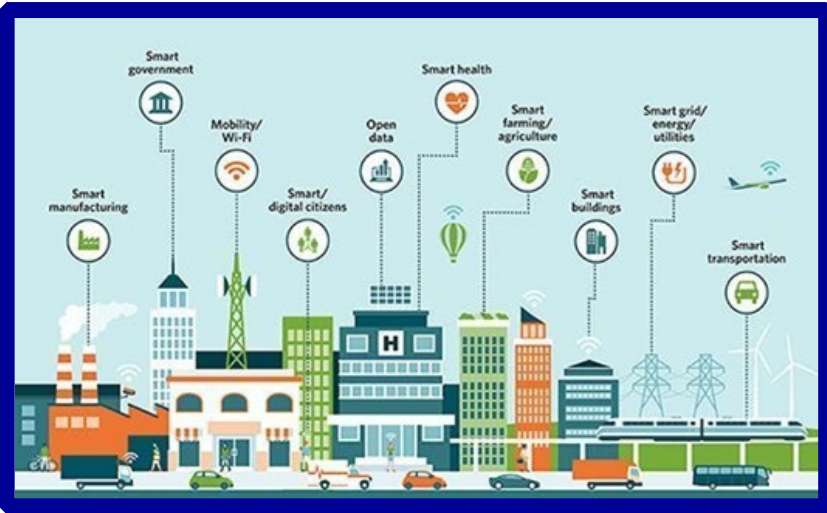 Smart
government
Smart health
Mobility/
Wi-Fi
Open
data
Smart
farming/
agriculture
Smart grid/
energy/
utilities
Smart
manufacturing
Smart/
digital citizens
Smart
buildings
Smart
transportation
H